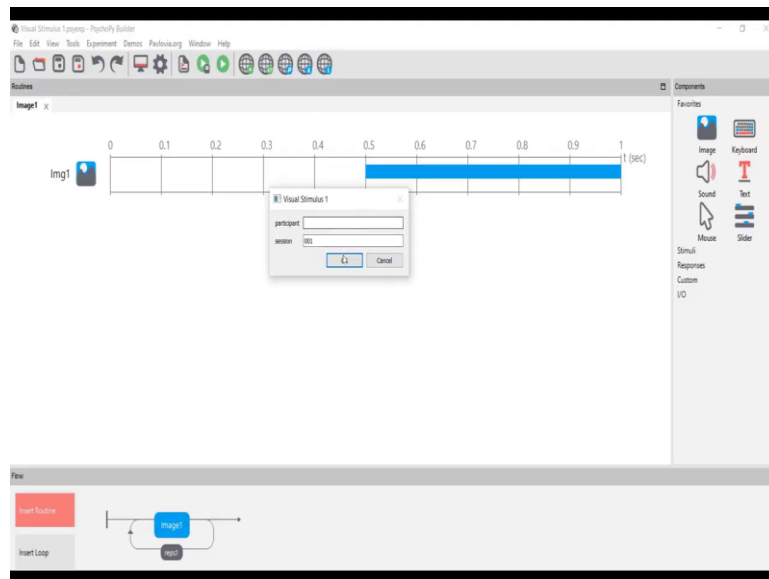 Visual Stimulus 1.psyexp - PsychoPy Builder
File Edit View Tools Experiment Demos Pavlovia.org Window Help
Routines
Components
Image1
Favorites
0 0.1 0.2 0.3 0.4 0.5 0.6 0.7 0.8 0.9 1
t (sec)
Img1
Image Keyboard
Sound Text
Mouse Slider
Stimuli
Responses
Custom
I/O
Visual Stimulus 1
participant
session 001
Cancel
Flow
Insert Routine
Image1
Insert Loop
reps1